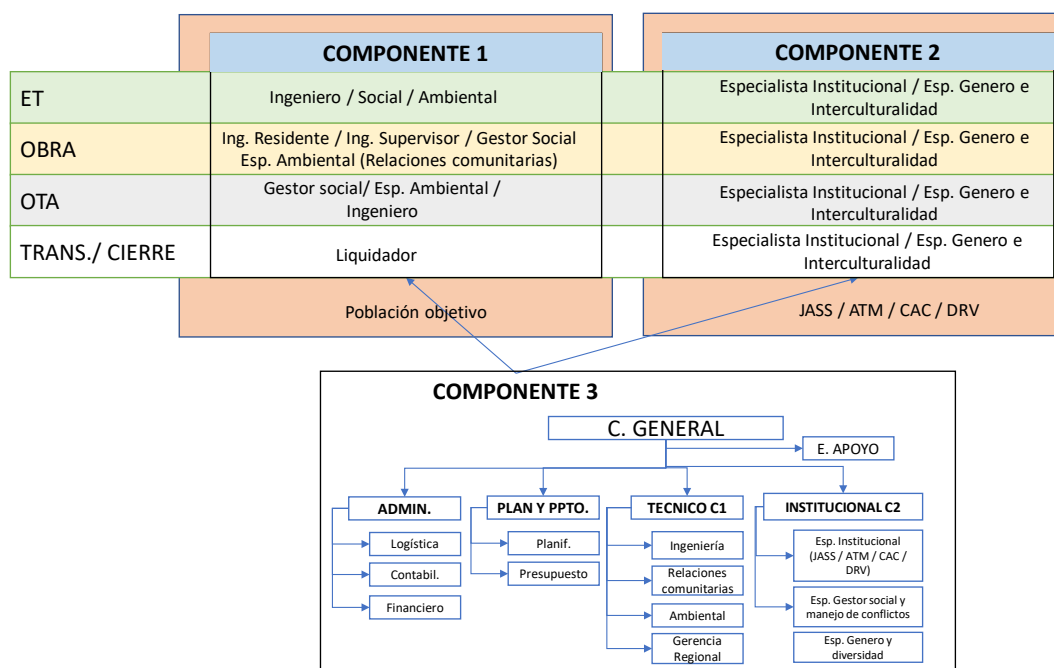 COMPONENTE 1
COMPONENTE 2
ET
Ingeniero / Social / Ambiental
Especialista Institucional / Esp. Genero e
Interculturalidad
OBRA
Ing. Residente / Ing. Supervisor / Gestor Social
Esp. Ambiental (Relaciones comunitarias)
Especialista Institucional / Esp. Genero e
Interculturalidad
OTA
Gestor social/ Esp. Ambiental /
Ingeniero
Especialista Institucional / Esp. Genero e
Interculturalidad
TRANS./ CIERRE
Liquidador
Especialista Institucional / Esp. Genero e
Interculturalidad
Población objetivo
JASS / ATM / CAC / DRV
COMPONENTE 3
C. GENERAL
E. APOYO
ADMIN.
Logística
Contabil.
Financiero
PLAN Y PPTO.
Planif.
Presupuesto
TECNICO C1
Ingeniería
Relaciones
comunitarias
Ambiental
Gerencia
Regional
INSTITUCIONAL C2
Esp. Institucional
(JASS / ATM / CAC /
DRV)
Esp. Gestor social y
manejo de conflictos
Esp. Genero y
diversidad